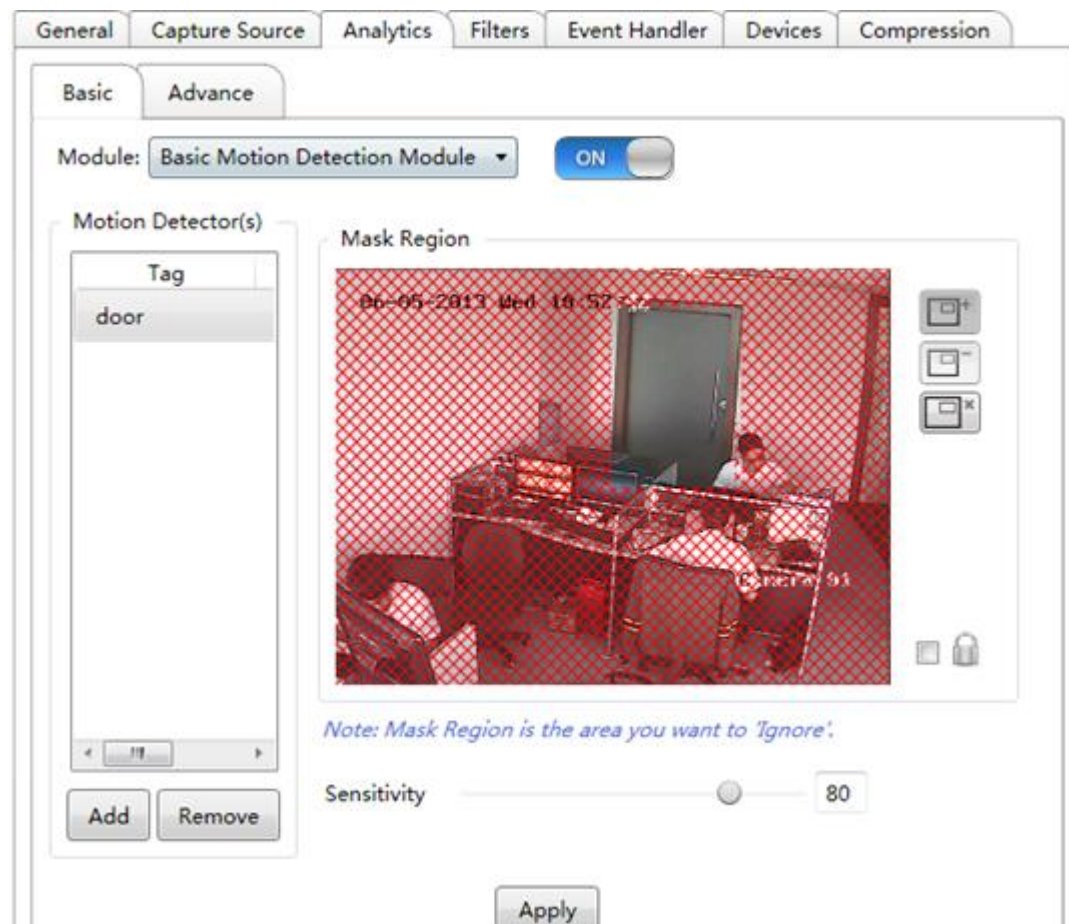 General Capture Source Analytics Filters Event Handler Devices Compression
Basic Advance
Module: Basic Motion Detection Module ON
Motion Detector(s)
Tag
door
Add Remove
Mask Region
06-05-2013 Wed 10:52
Camera 01
Note: Mask Region is the area you want to 'Ignore'.
Sensitivity 80
Apply